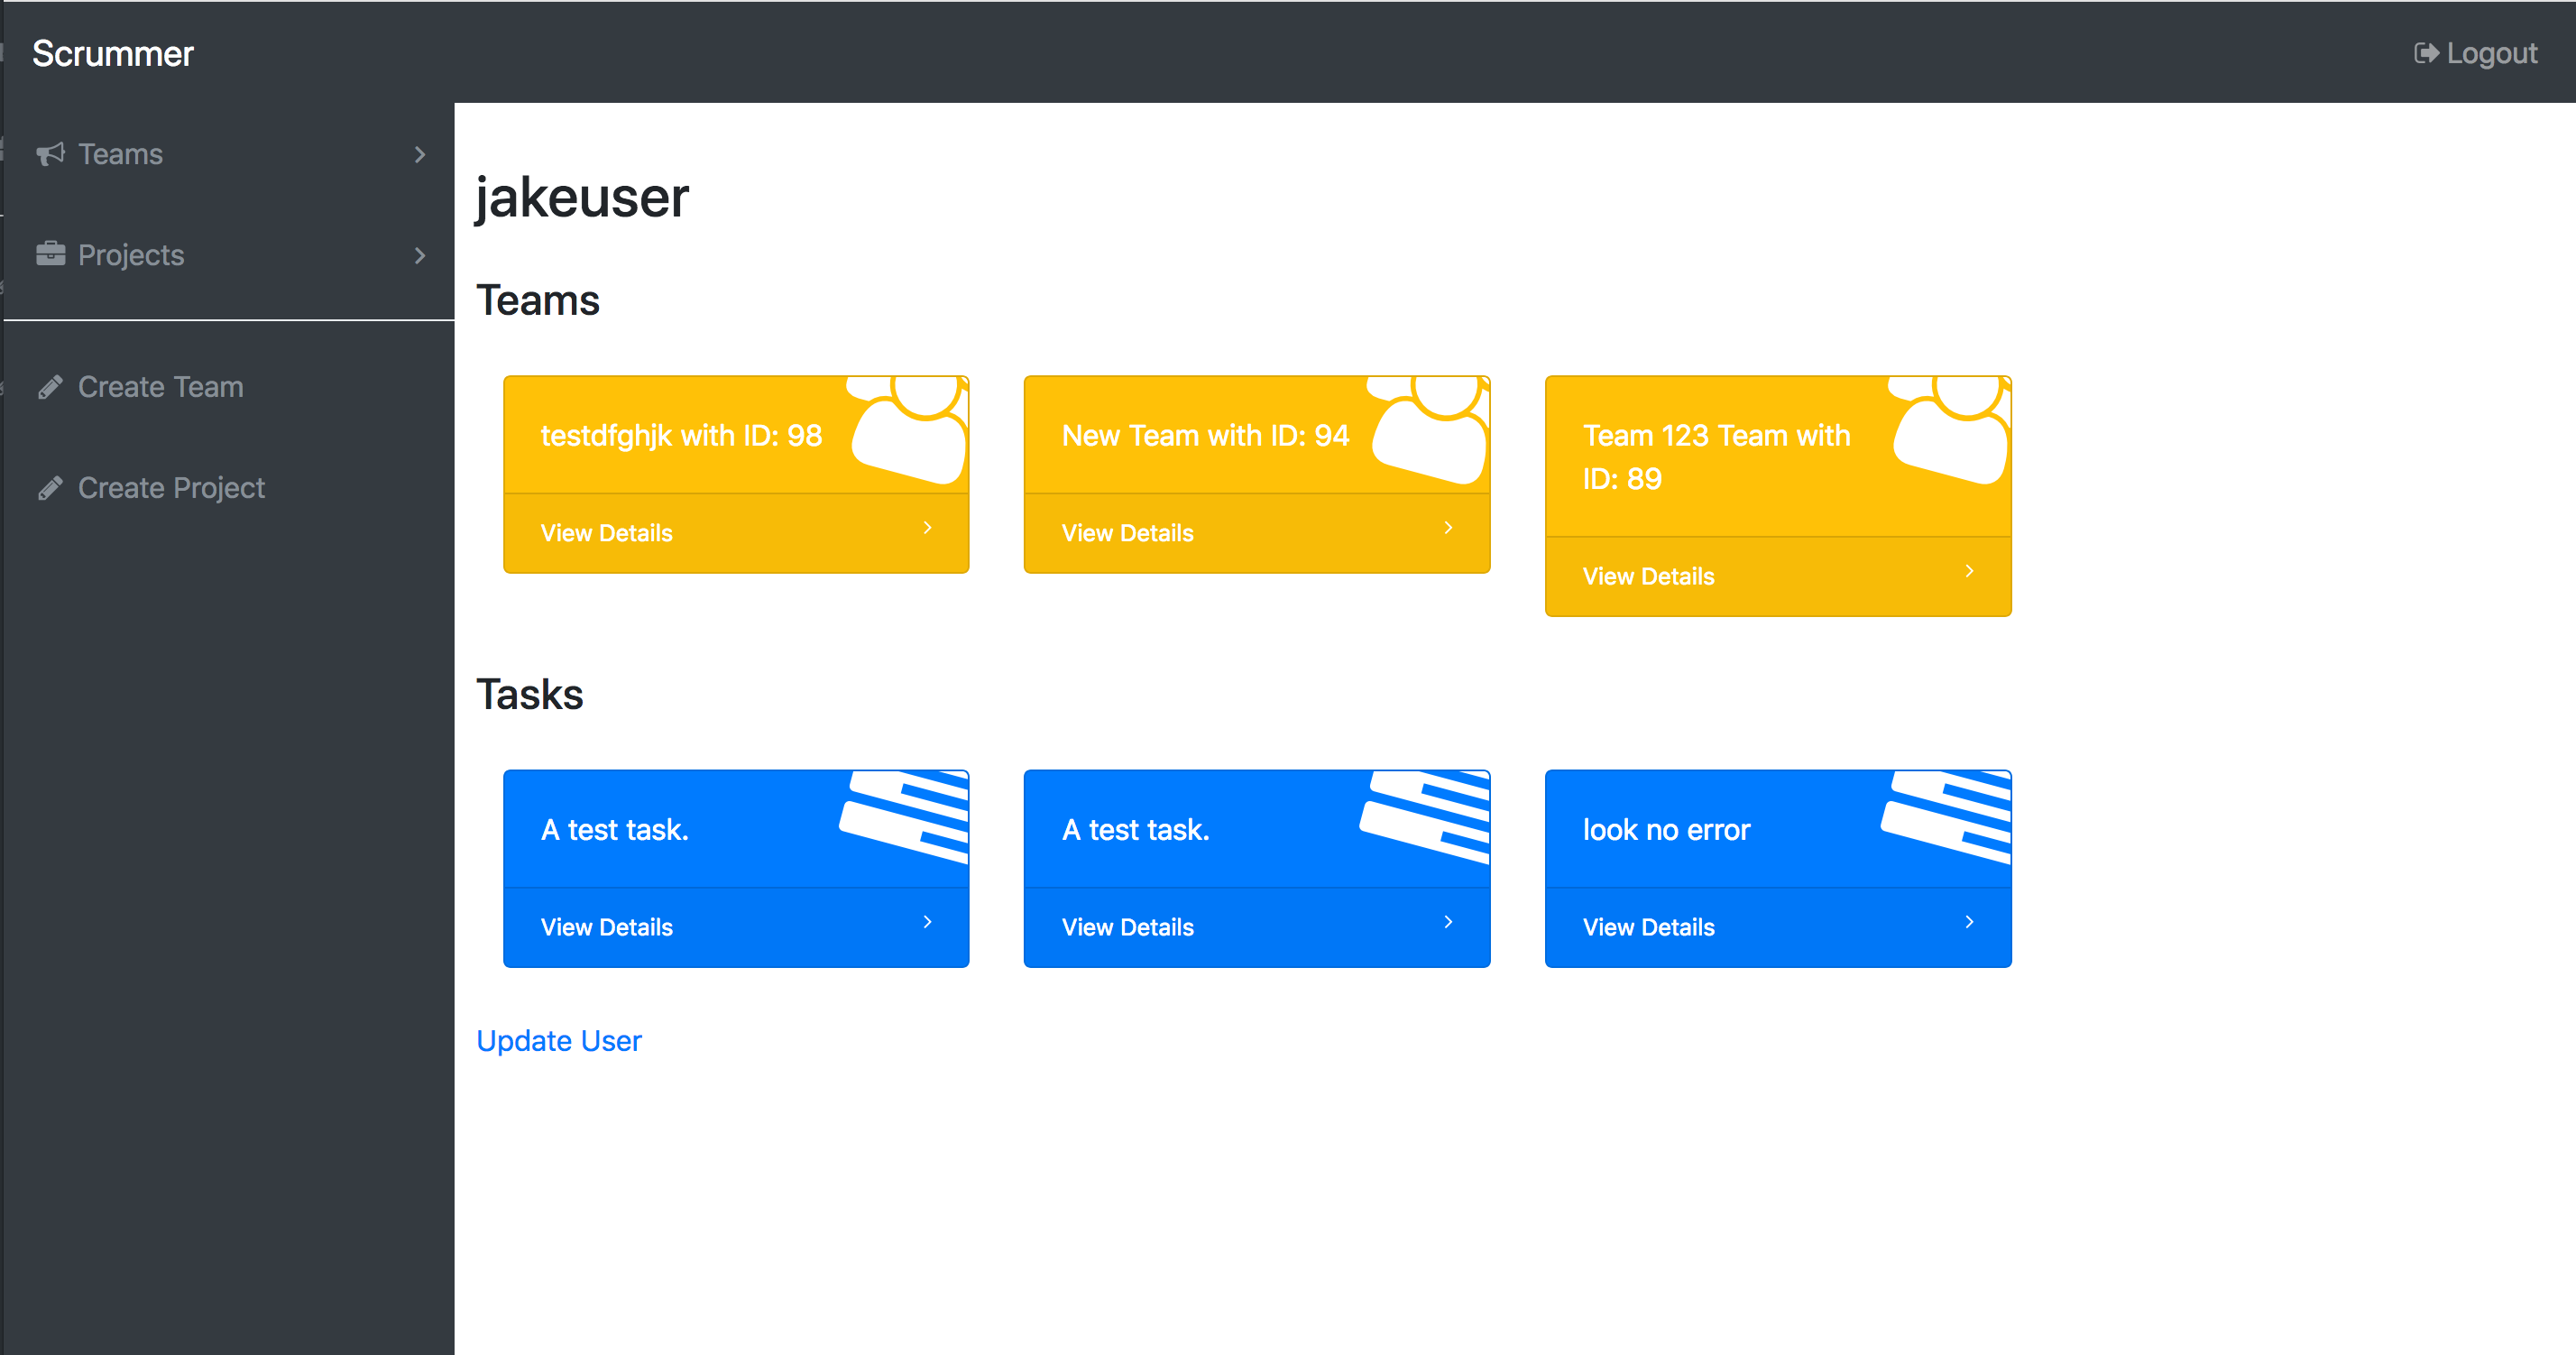 Scrummer
Logout
Teams
Projects
Create Team
Create Project
jakeuser
Teams
testdfghjk with ID: 98
View Details
New Team with ID: 94
View Details
Team 123 Team with
ID: 89
View Details
Tasks
A test task.
View Details
A test task.
View Details
look no error
View Details
Update User